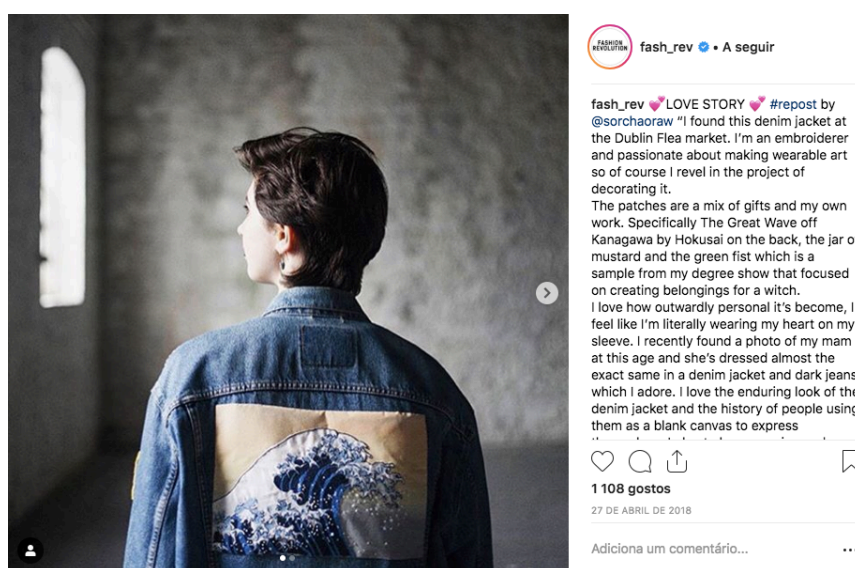 FASHION
REVOLUTION
fash_rev • A seguir
fash_rev 💕LOVE STORY 💕 #repost by
@sorchaoraw “I found this denim jacket at
the Dublin Flea market. I’m an embroiderer
and passionate about making wearable art
so of course I revel in the project of
decorating it.
The patches are a mix of gifts and my own
work. Specifically The Great Wave off
Kanagawa by Hokusai on the back, the jar o
mustard and the green fist which is a
sample from my degree show that focused
on creating belongings for a witch.
I love how outwardly personal it’s become, I
feel like I’m literally wearing my heart on my
sleeve. I recently found a photo of my mam
at this age and she’s dressed almost the
exact same in a denim jacket and dark jeans
which I adore. I love the enduring look of the
denim jacket and the history of people using
them as a blank canvas to express
1 108 gostos
27 DE ABRIL DE 2018
Adiciona um comentário...